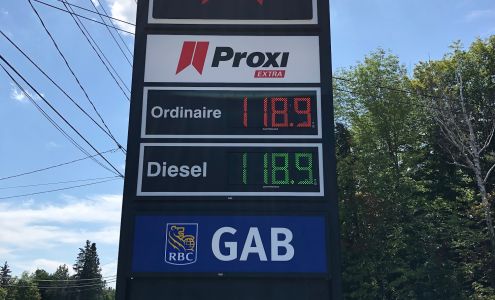 Proxi
EXTRA
Ordinaire 118.9
Diesel 118.9
RBC GAB